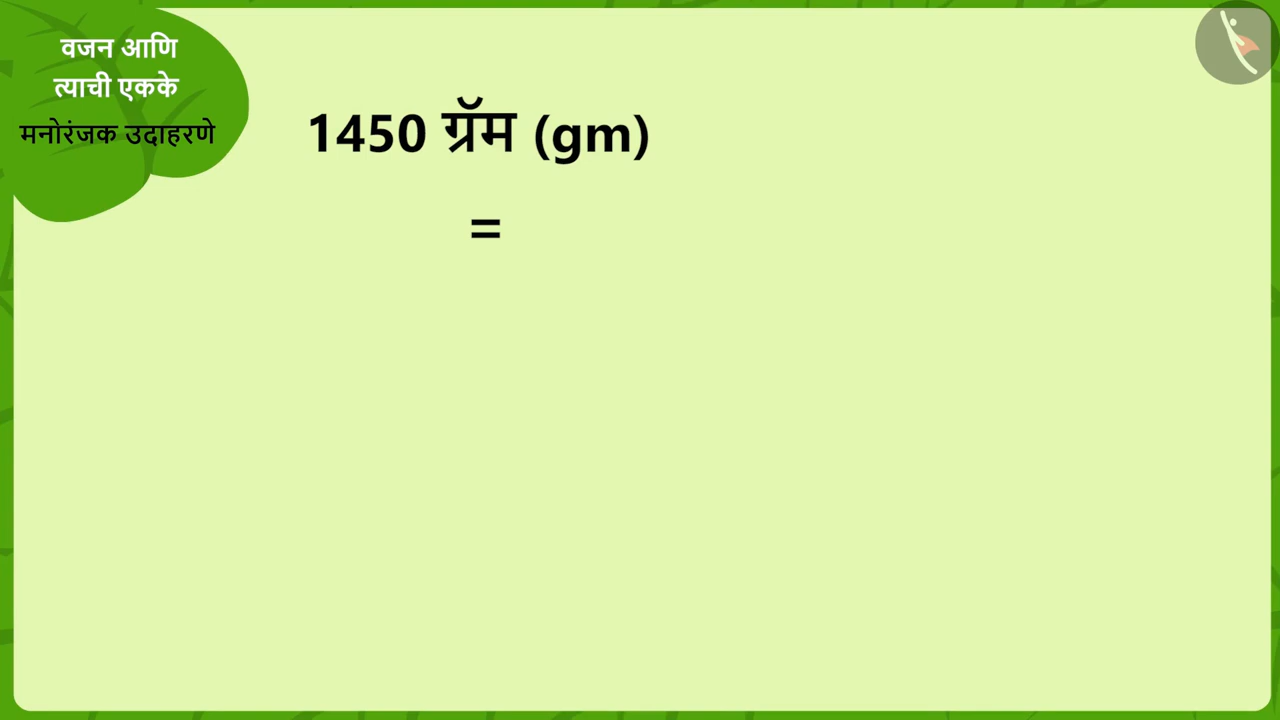 वजन आणि
त्याची एकके
मनोरंजक उदाहरणे
1450 ग्रॅम (gm)
=